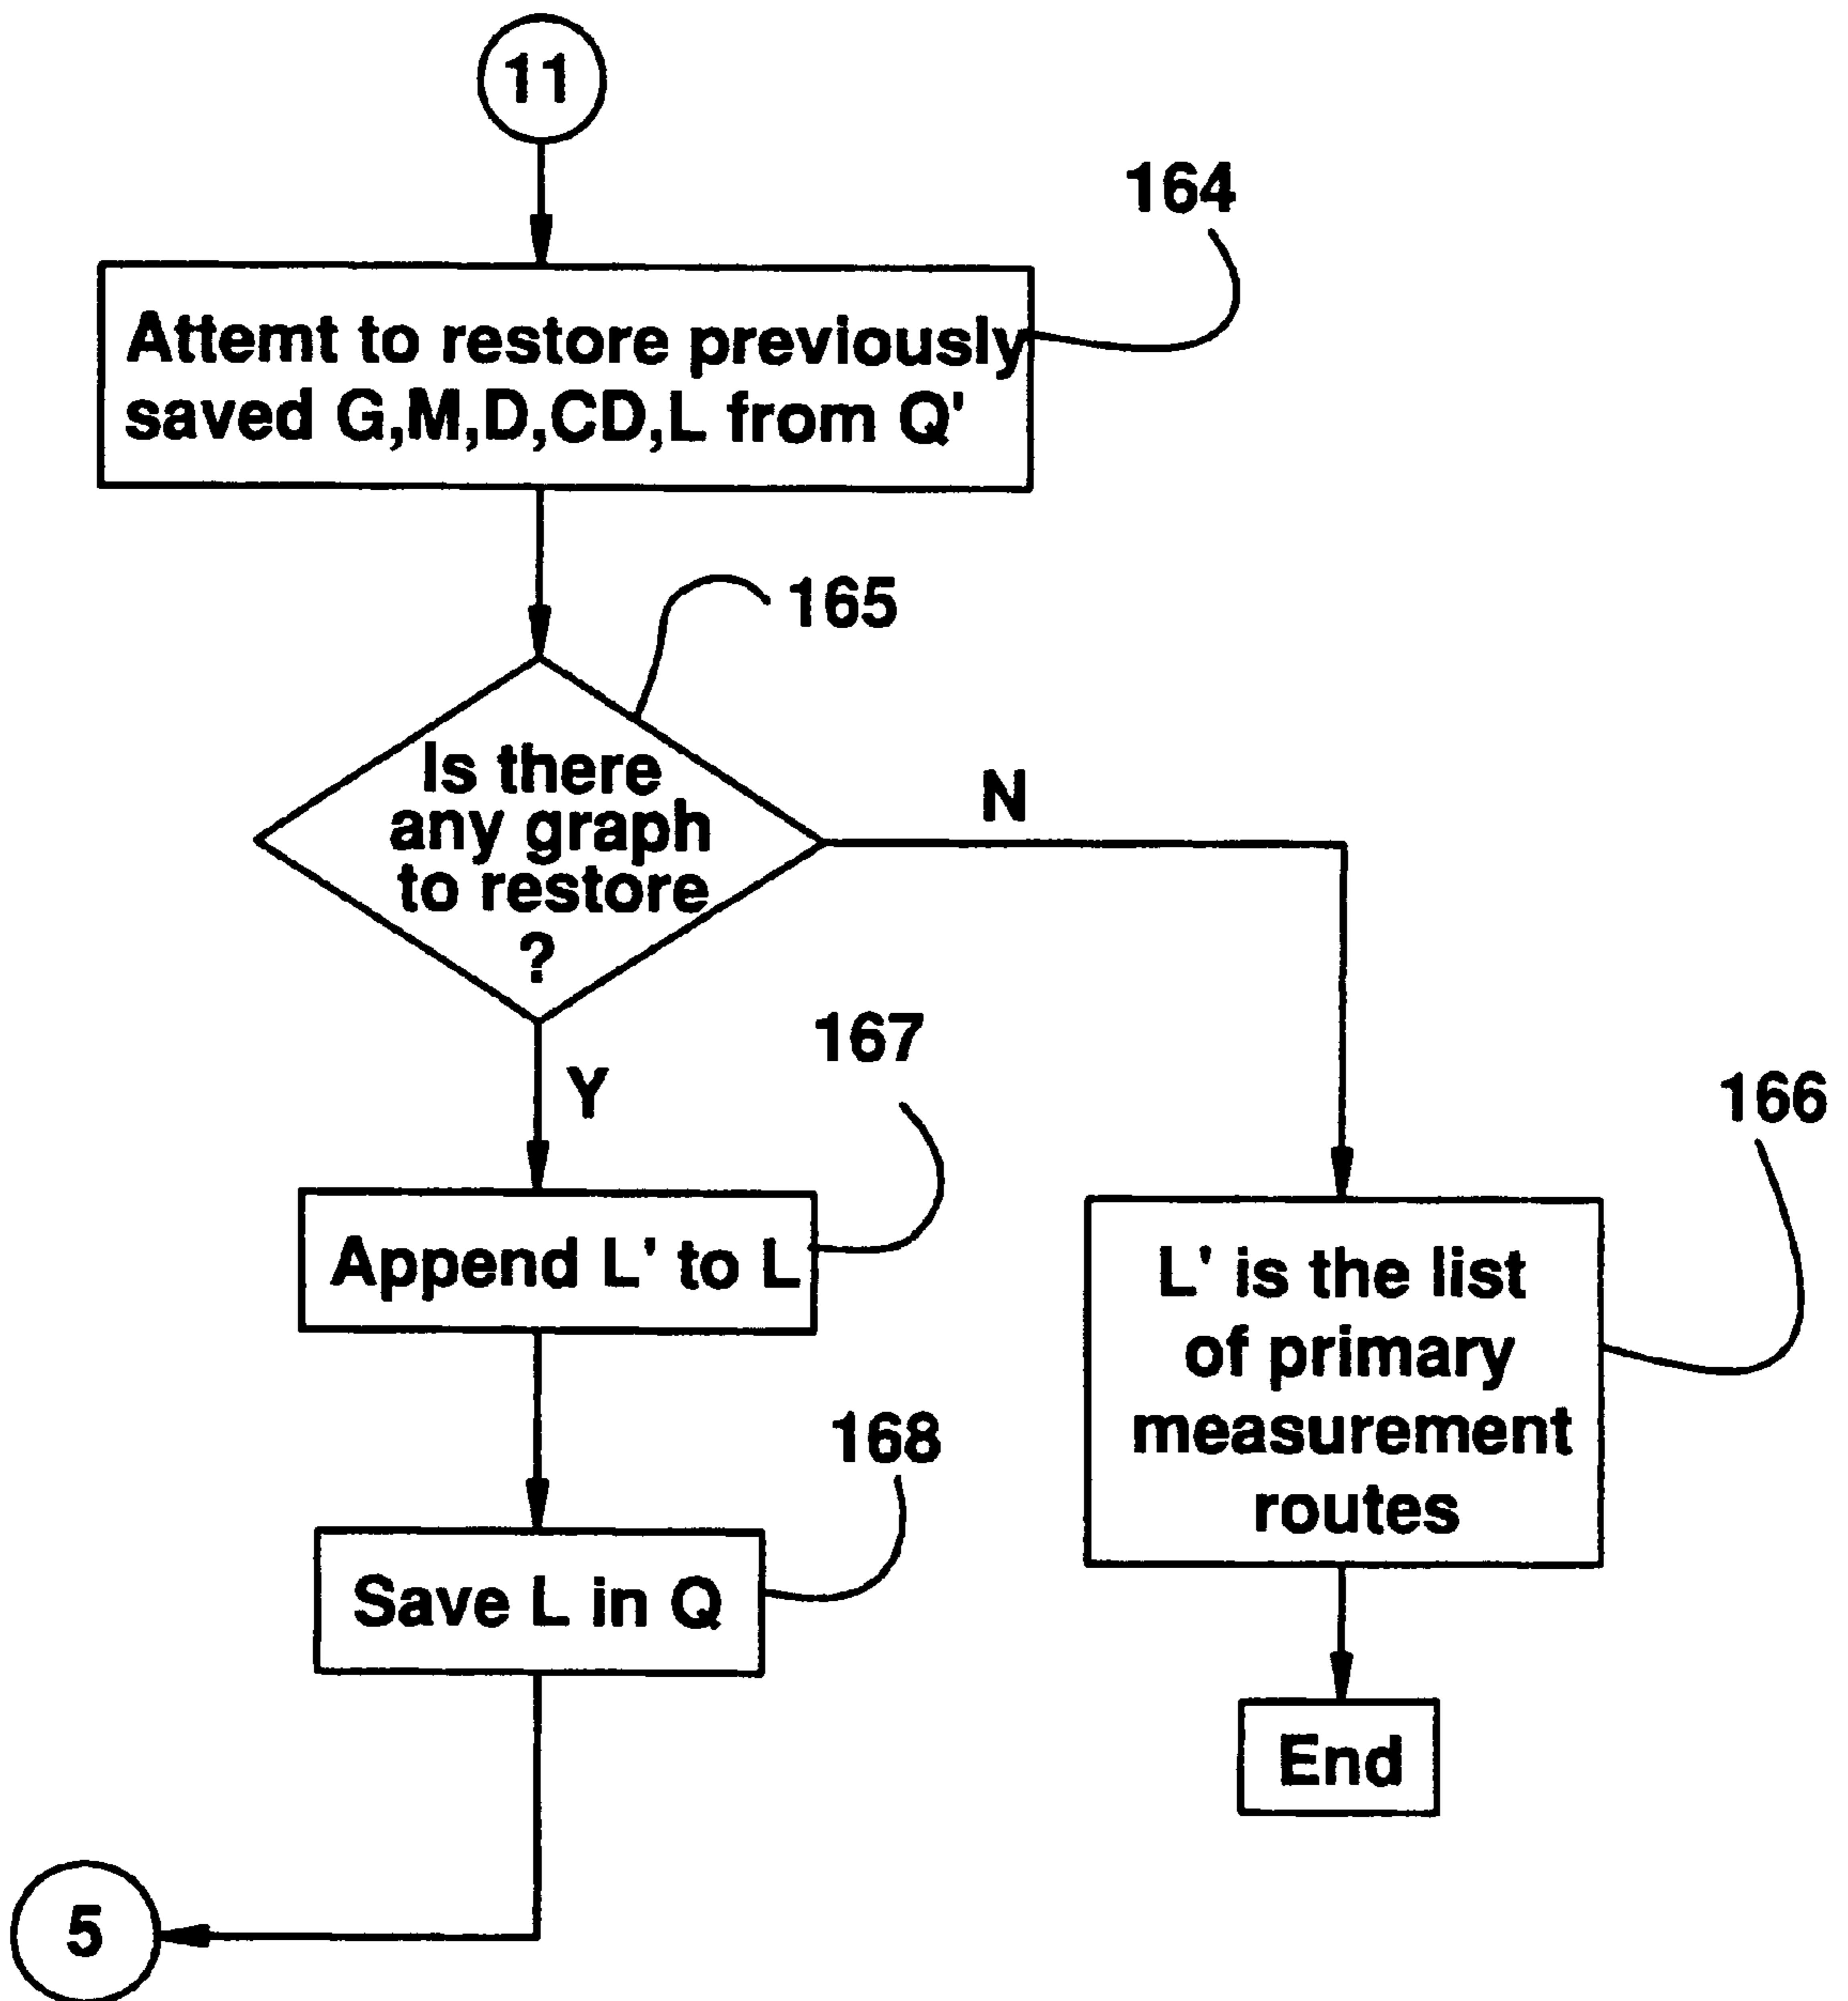 11
164
Attemt to restore previously
saved G,M,D,CD,L from Q'
165
Is there
any graph
to restore
?
N
Y
167
Append L' to L
166
L' is the list
of primary
measurement
routes
168
Save L in Q
End
5